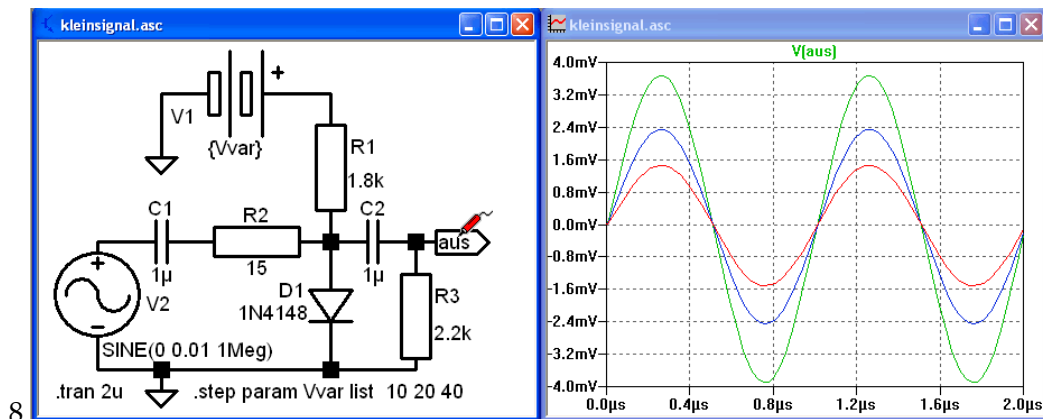 kleinsignal.asc
V1
+
{Vvar}
R1
1.8k
C1
1µ
R2
15
C2
1µ
aus
+
V2
D1
1N4148
R3
2.2k
SINE(0 0.01 1Meg)
.tran 2u
.step param Vvar list 10 20 40
kleinsignal.asc
V(aus)
4.0mV
3.2mV
2.4mV
1.6mV
0.8mV
0.0mV
-0.8mV
-1.6mV
-2.4mV
-3.2mV
-4.0mV
0.0µs
0.4µs
0.8µs
1.2µs
1.6µs
2.0µs
8